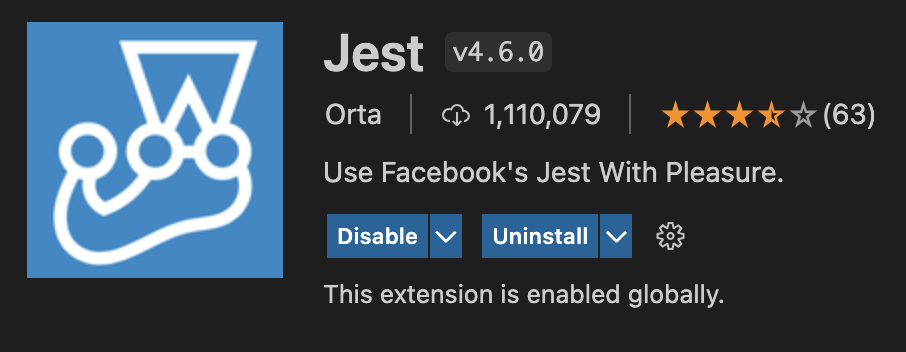 Jest v4.6.0
Orta 1,110,079 (63)
Use Facebook's Jest With Pleasure.
Disable Uninstall
This extension is enabled globally.